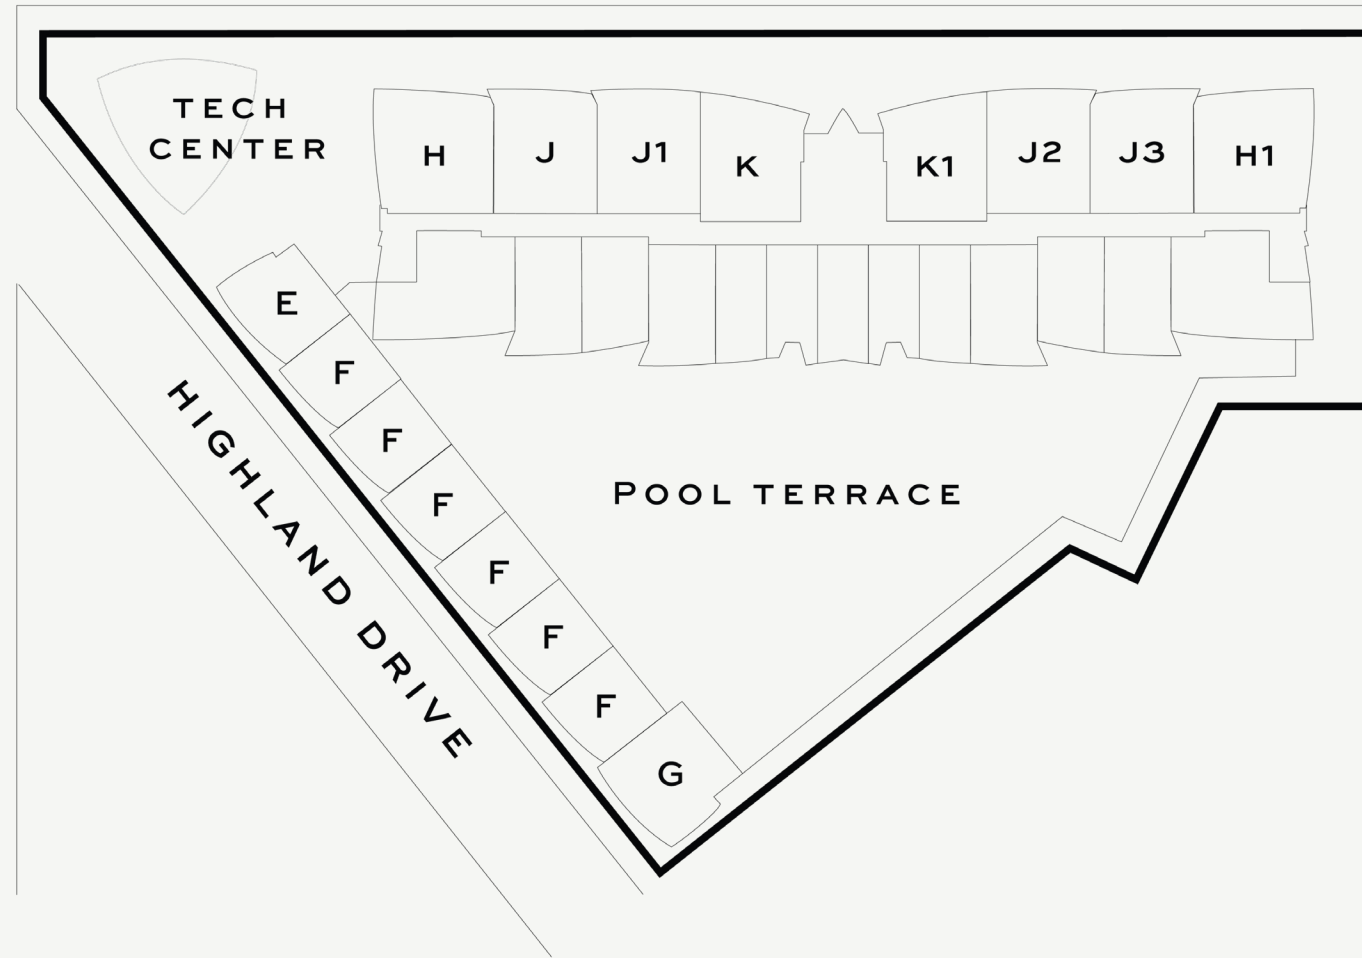 TECH
CENTER
H
J
J1
K
K1
J2
J3
H1
E
F
F
F
F
F
F
G
HIGHLAND DRIVE
POOL TERRACE